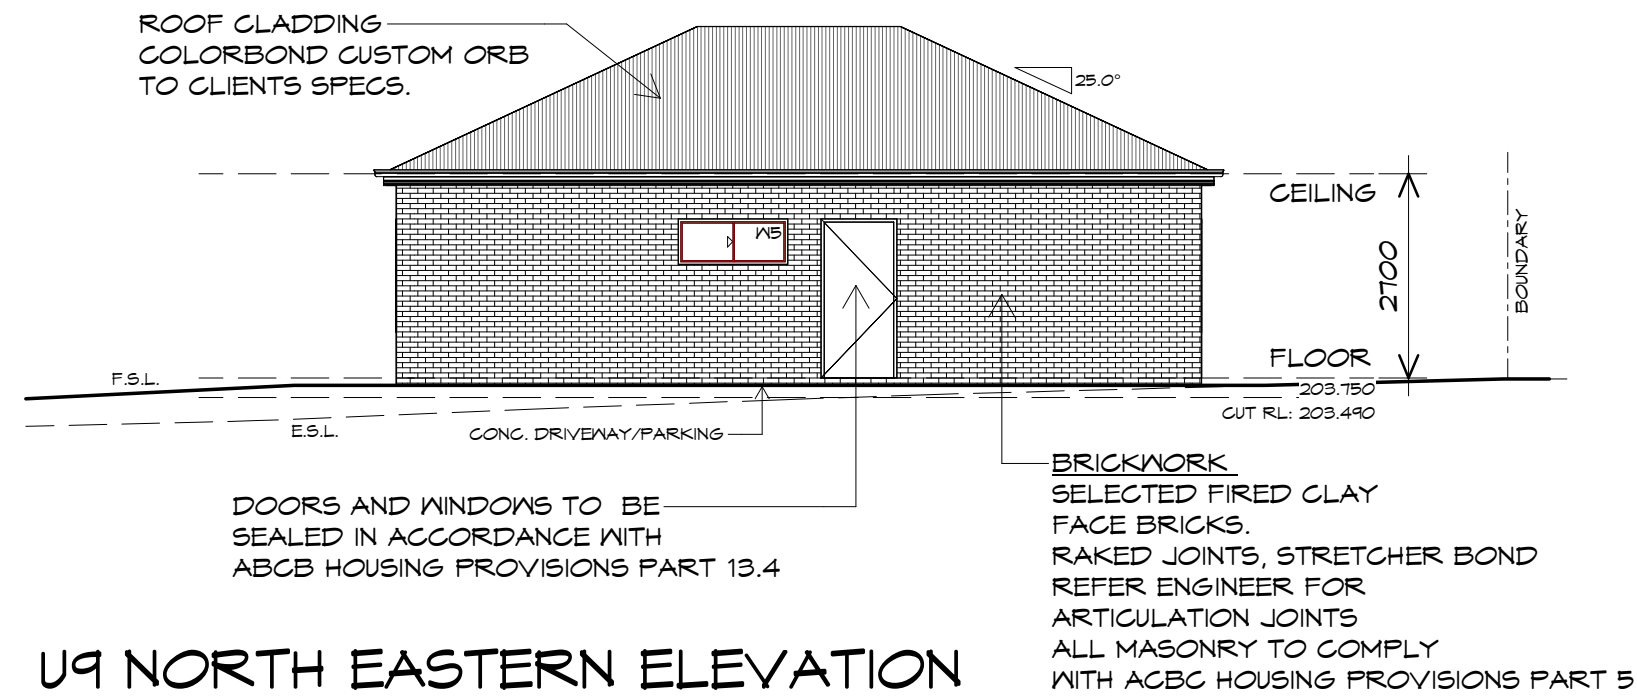 ROOF CLADDING
COLORBOND CUSTOM ORB
TO CLIENTS SPECS.
25.0°
CEILING
W5
2700
BOUNDARY
FLOOR
F.S.L.
203.750
CUT RL: 203.490
E.S.L.
CONC. DRIVEWAY/PARKING
DOORS AND WINDOWS TO BE
SEALED IN ACCORDANCE WITH
ABCB HOUSING PROVISIONS PART 13.4
BRICKWORK
SELECTED FIRED CLAY
FACE BRICKS.
RAKED JOINTS, STRETCHER BOND
REFER ENGINEER FOR
ARTICULATION JOINTS
ALL MASONRY TO COMPLY
WITH ACBC HOUSING PROVISIONS PART 5
U9 NORTH EASTERN ELEVATION